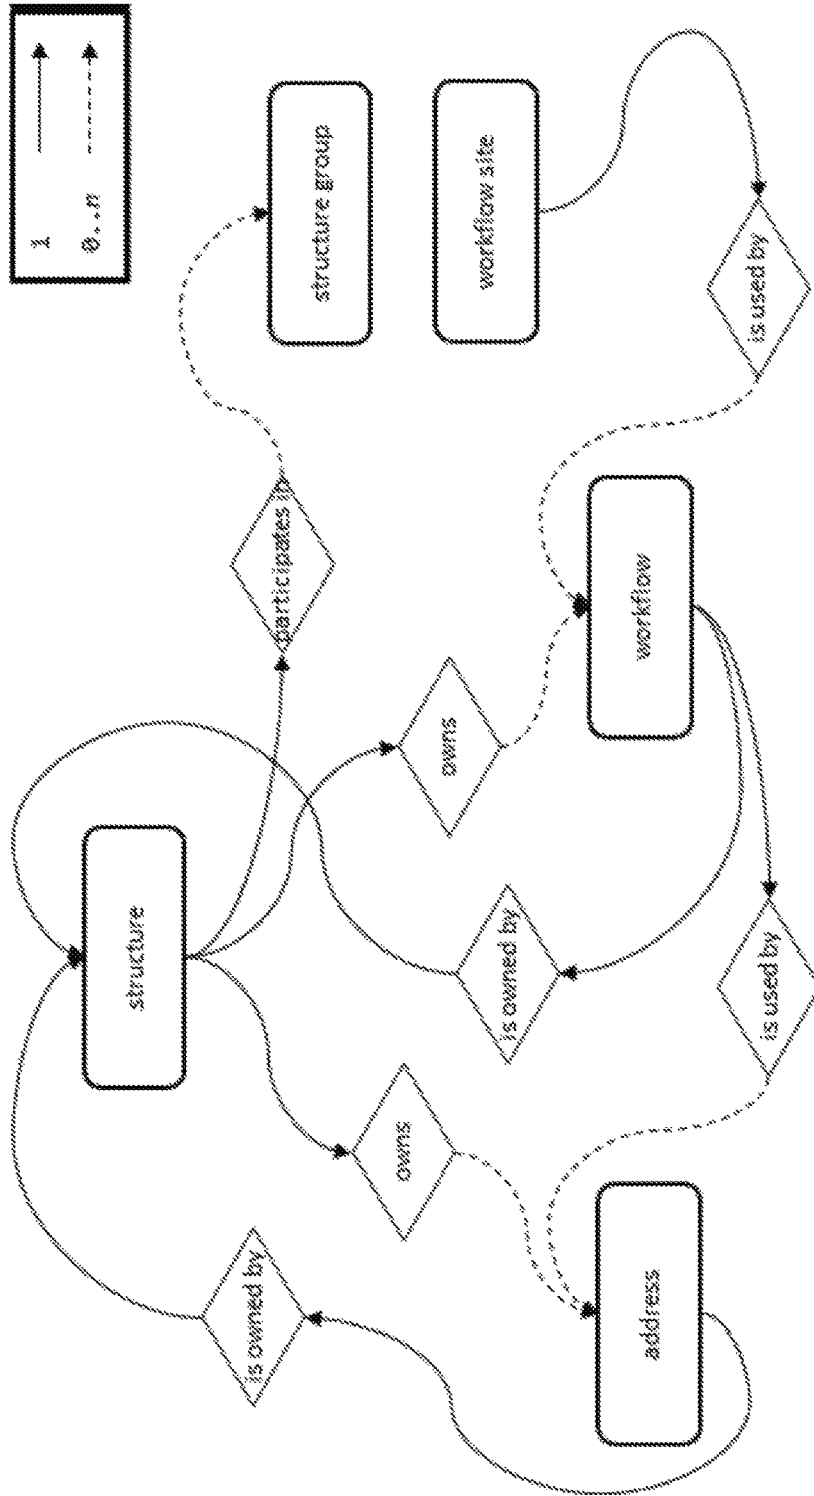 1
0..n
structure
is owned by
participates in
structure group
owns
owns
workflow site
is owned by
address
workflow
is used by
is used by